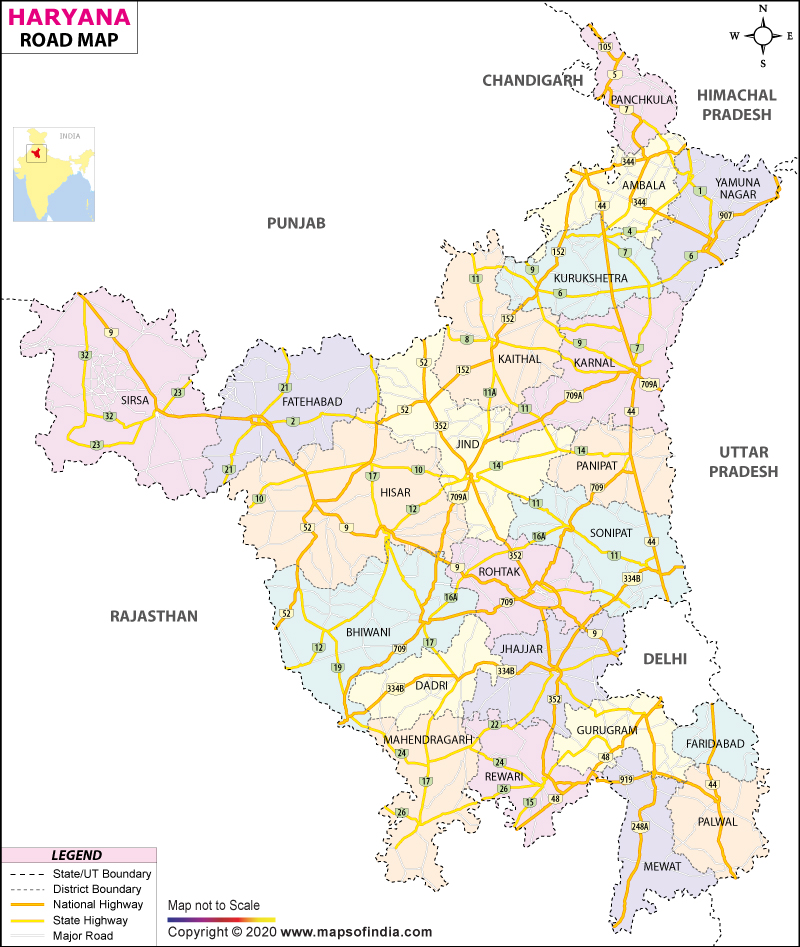 HARYANA
ROAD MAP
N
W E
S
INDIA
CHANDIGARH
HIMACHAL
PRADESH
PUNJAB
RAJASTHAN
UTTAR
PRADESH
DELHI
105
5
PANCHKULA
7
344
AMBALA
44
344
1
YAMUNA
NAGAR
907
4
152
7
6
9
KURUKSHETRA
6
11
152
8
KAITHAL
9
KARNAL
7
152
11A
709A
709A
11
44
9
32
SIRSA
23
32
23
21
FATEHABAD
2
21
52
52
352
JIND
14
14
PANIPAT
709
17
10
HISAR
10
12
709A
52
9
11
SONIPAT
16A
44
11
352
334B
9
ROHTAK
709
16A
52
BHIWANI
12
19
709
17
9
JHAJJAR
334B
334B
DADRI
352
22
MAHENDRAGARH
24
17
26
24
REWARI
26
15
48
GURUGRAM
48
919
FARIDABAD
44
PALWAL
248A
MEWAT
LEGEND
State/UT Boundary
District Boundary
National Highway
State Highway
Major Road
Map not to Scale
Copyright © 2020 www.mapsofindia.com